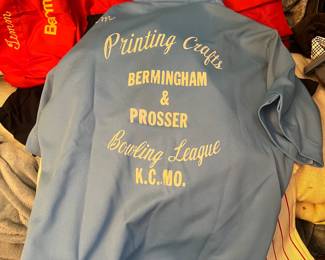 Printing Crafts
BERMINGHAM
&
PROSSER
Bowling League
K.C. MO.